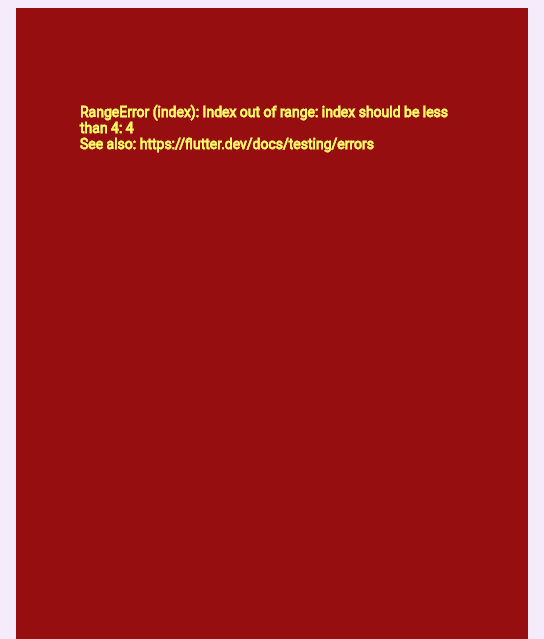 RangeError (index): Index out of range: index should be less
than 4: 4
See also: https://flutter.dev/docs/testing/errors